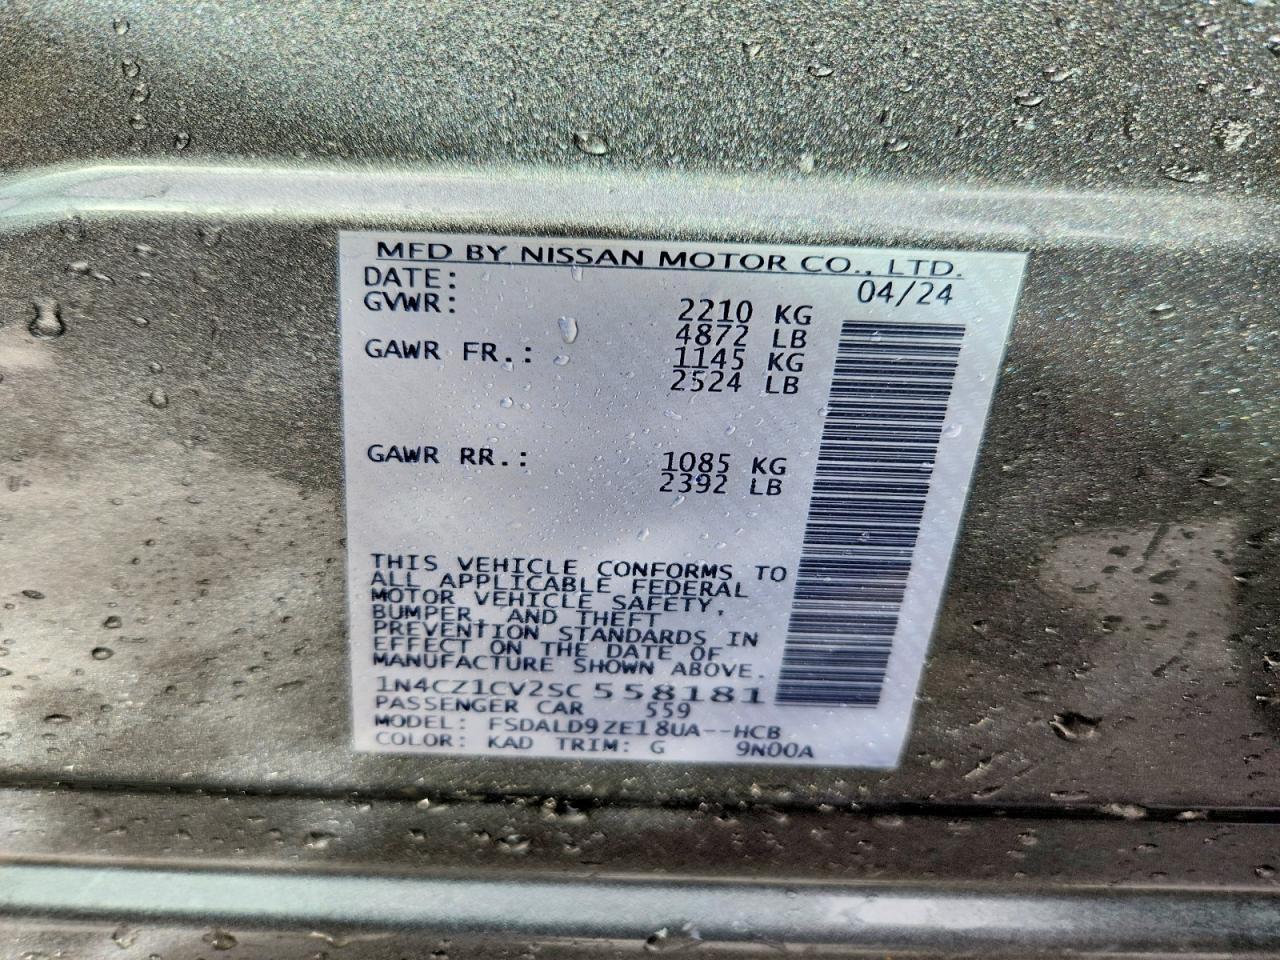 MFD BY NISSAN MOTOR CO., LTD.
DATE: 04/24
GVWR: 2210 KG
4872 LB
GAWR FR.: 1145 KG
2524 LB
GAWR RR.: 1085 KG
2392 LB
THIS VEHICLE CONFORMS TO
ALL APPLICABLE FEDERAL
MOTOR VEHICLE SAFETY,
BUMPER, AND THEFT
PREVENTION STANDARDS IN
EFFECT ON THE DATE OF
MANUFACTURE SHOWN ABOVE.
1N4CZ1CV2SC558181
PASSENGER CAR 559
MODEL: FSDALD9ZE18UA--HCB
COLOR: KAD TRIM: G 9N00A